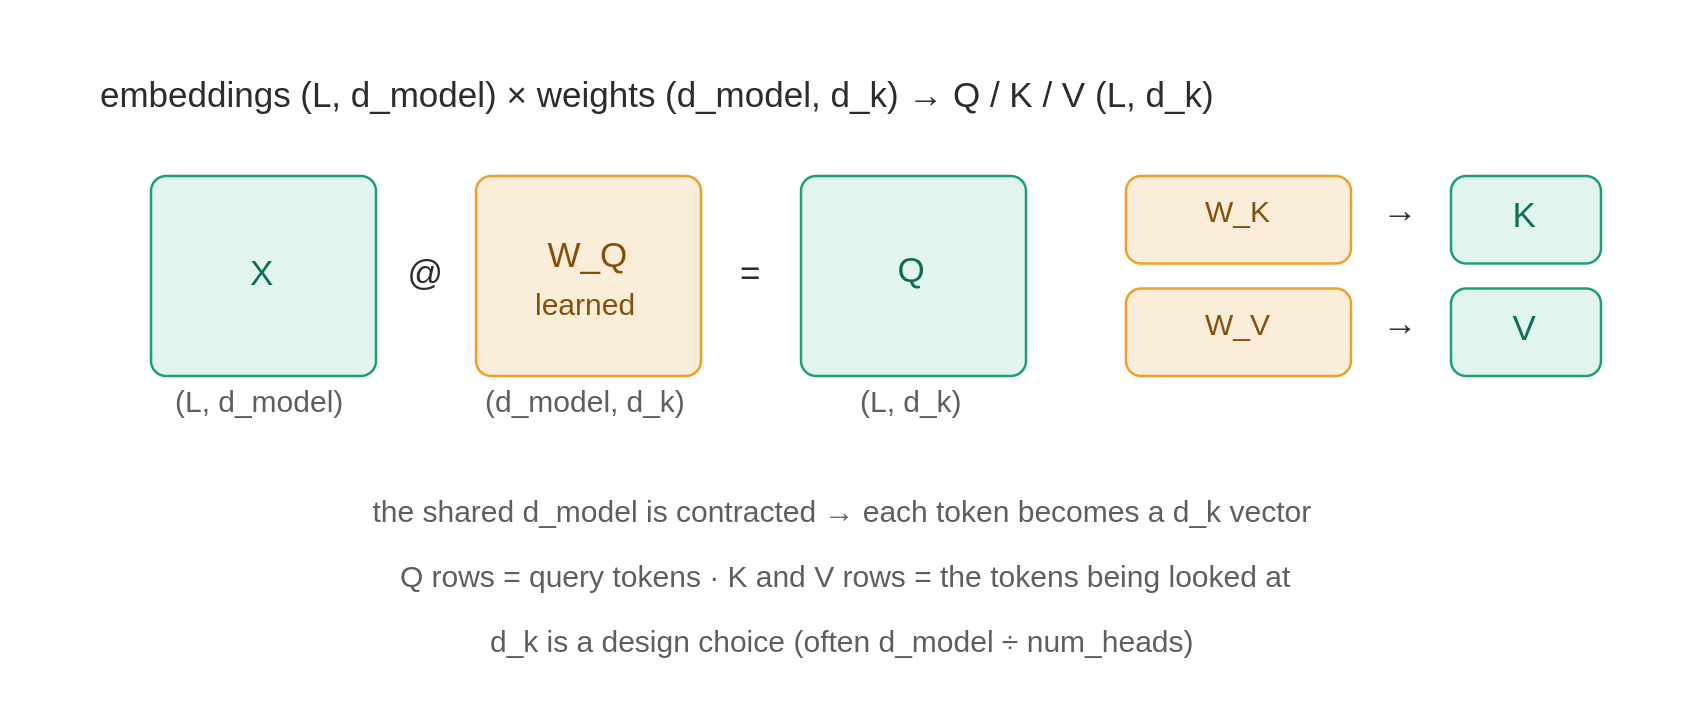 embeddings (L, d_model) × weights (d_model, d_k) → Q / K / V (L, d_k)
X
@
W_Q
learned
=
Q
W_K
→
K
W_V
→
V
(L, d_model)
(d_model, d_k)
(L, d_k)
the shared d_model is contracted → each token becomes a d_k vector
Q rows = query tokens · K and V rows = the tokens being looked at
d_k is a design choice (often d_model ÷ num_heads)